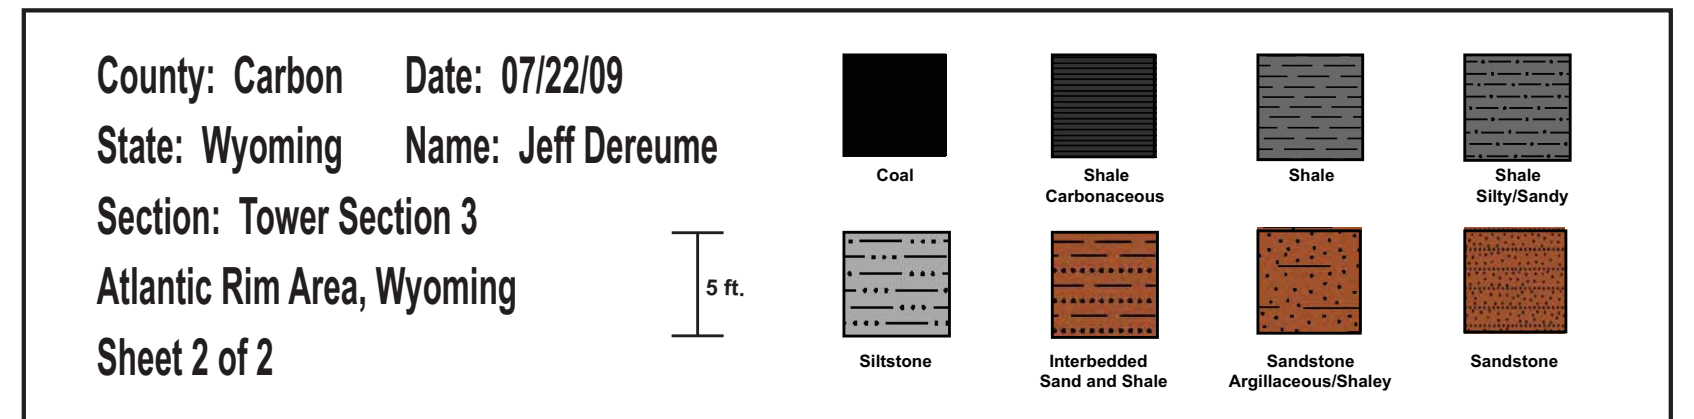 County: Carbon Date: 07/22/09
State: Wyoming Name: Jeff Dereume
Section: Tower Section 3
Atlantic Rim Area, Wyoming
Sheet 2 of 2
5 ft.
Coal
Shale
Carbonaceous
Shale
Shale
Silty/Sandy
Siltstone
Interbedded
Sand and Shale
Sandstone
Argillaceous/Shaley
Sandstone